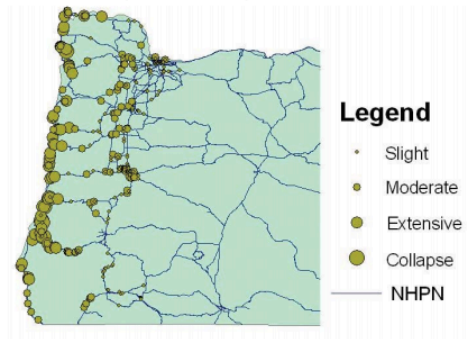 Legend
Slight
Moderate
Extensive
Collapse
NHPN